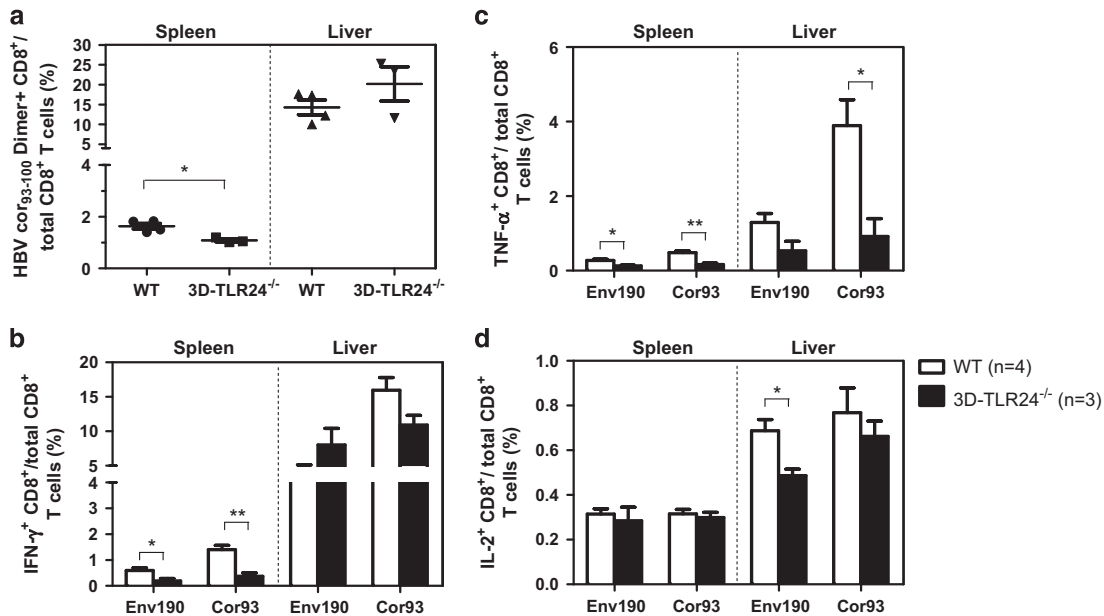 a
Spleen
Liver
HBV cor93-100 Dimer+ CD8+/
total CD8+ T cells (%)
30
25
20
15
10
5
4
2
0
*
WT
3D-TLR24-/-
WT
3D-TLR24-/-
b
Spleen
Liver
IFN-γ+ CD8+/total CD8+
T cells (%)
20
15
10
5
4
3
2
1
0
*
**
Env190
Cor93
Env190
Cor93
c
Spleen
Liver
TNF-α+ CD8+/ total CD8+
T cells (%)
6
4
2
0
*
**
*
Env190
Cor93
Env190
Cor93
d
Spleen
Liver
IL-2+ CD8+/ total CD8+
T cells (%)
1.0
0.8
0.6
0.4
0.2
0.0
*
Env190
Cor93
Env190
Cor93
WT (n=4)
3D-TLR24-/- (n=3)